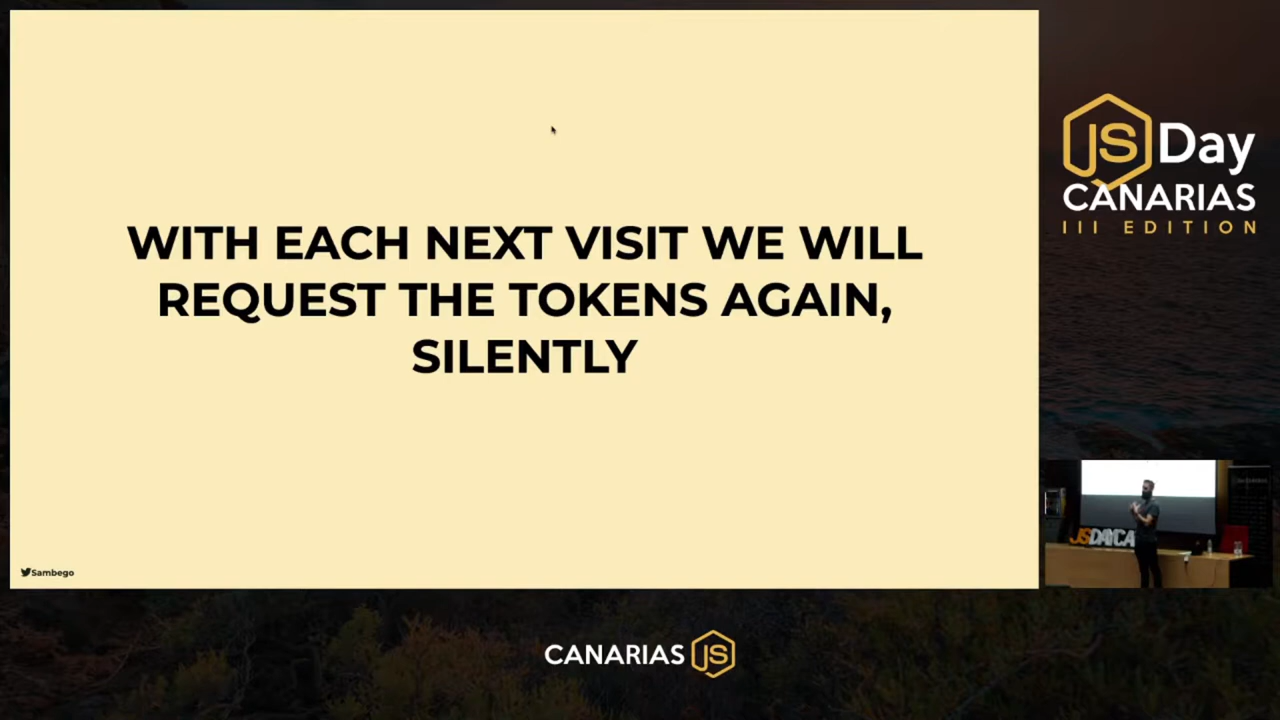 WITH EACH NEXT VISIT WE WILL
REQUEST THE TOKENS AGAIN,
SILENTLY
Sambego
JS Day
CANARIAS
III EDITION
JSDAYCA
CANARIAS JS